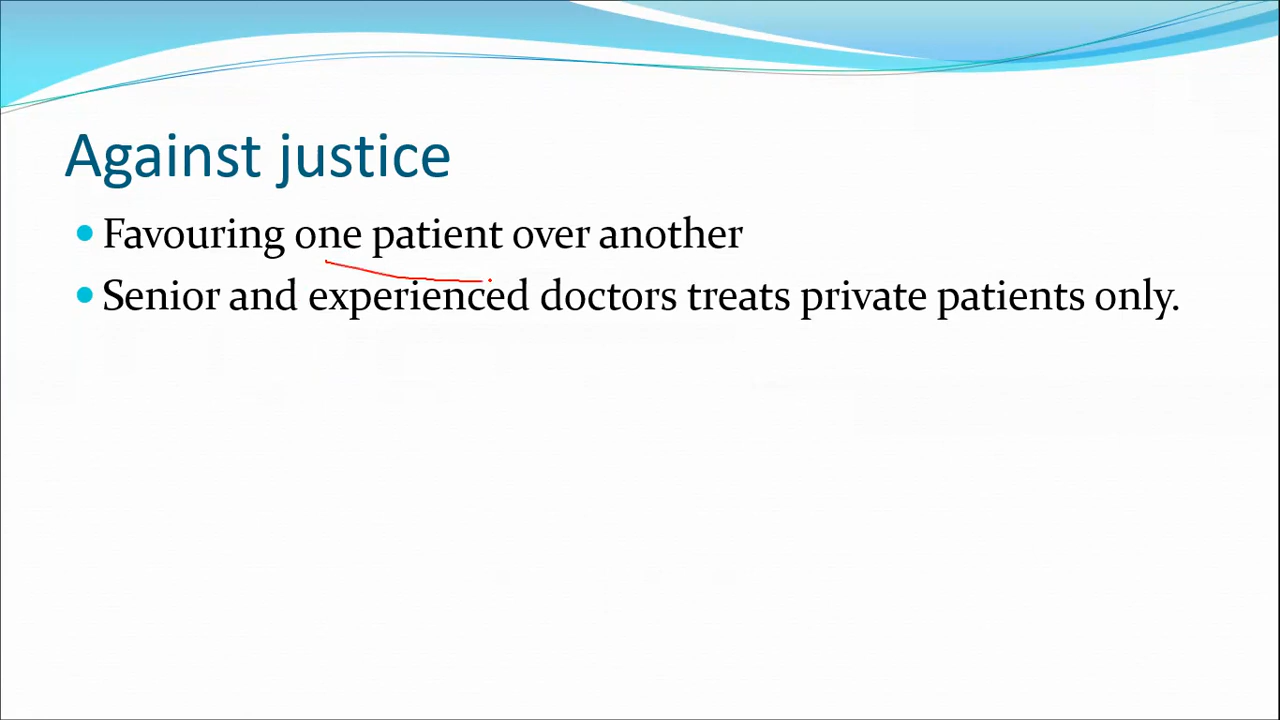 Against justice
Favouring one patient over another
Senior and experienced doctors treats private patients only.